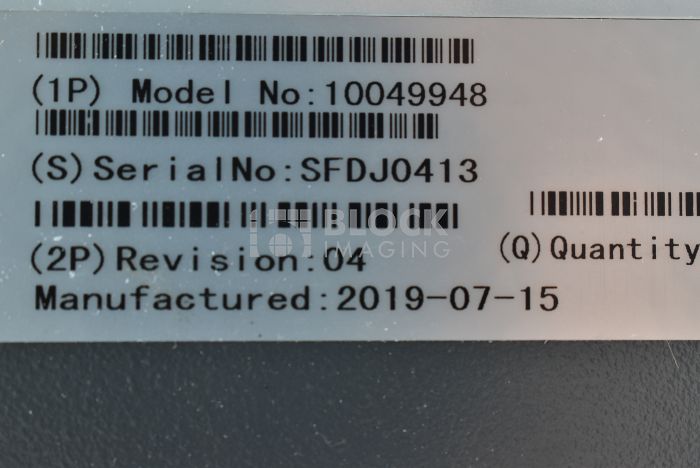 (1P) Model No:10049948
(S)SerialNo:SFDJ0413
BLOCK
IMAGING
(2P)Revision:04
(Q)Quantity
Manufactured:2019-07-15